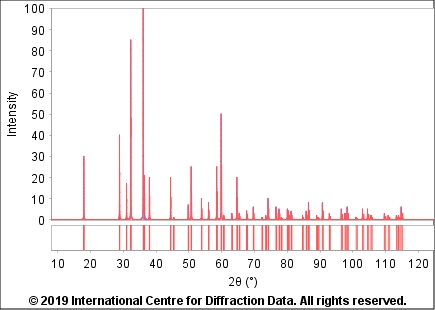 100
90
80
70
60
50
40
30
20
10
0
Intensity
10 20 30 40 50 60 70 80 90 100 110 120
2θ (°)
© 2019 International Centre for Diffraction Data. All rights reserved.